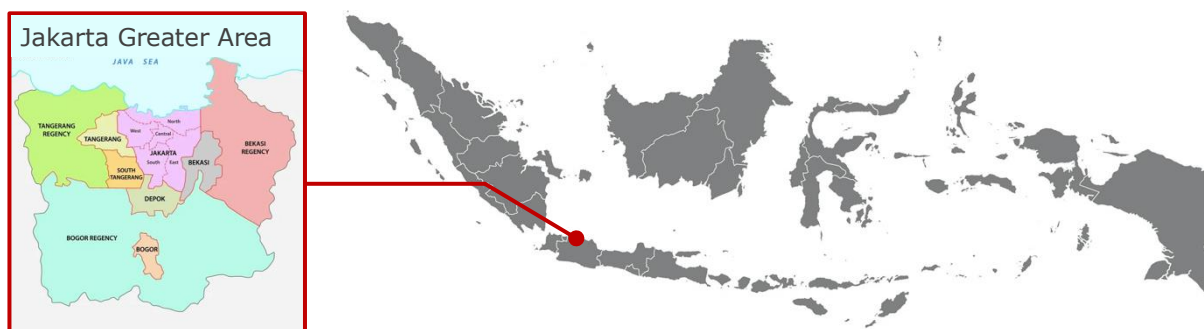 Jakarta Greater Area
JAVA SEA
TANGERANG
REGENCY
TANGERANG
North
West
Central
JAKARTA
South
East
BEKASI
BEKASI
REGENCY
SOUTH
TANGERANG
DEPOK
BOGOR REGENCY
BOGOR